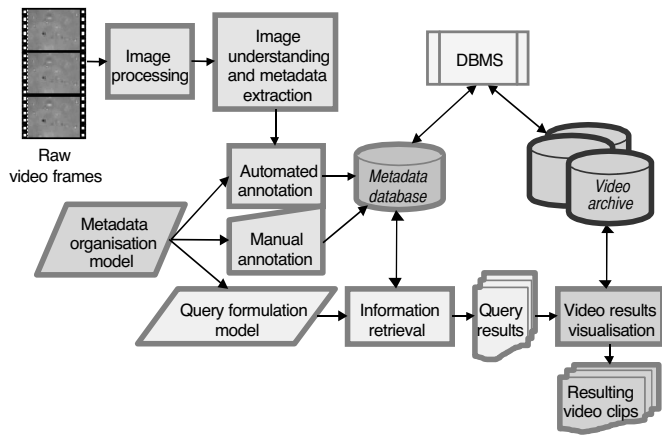 Image
processing
Image
understanding
and metadata
extraction
DBMS
Raw
video frames
Automated
annotation
Metadata
database
Video
archive
Metadata
organisation
model
Manual
annotation
Query formulation
model
Information
retrieval
Query
results
Video results
visualisation
Resulting
video clips